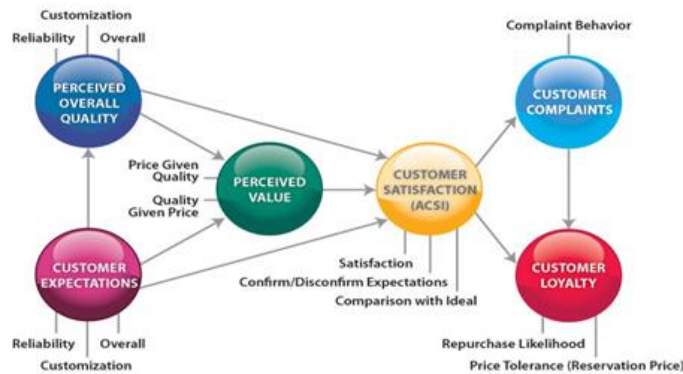 Customization
Reliability
Overall
PERCEIVED
OVERALL
QUALITY
Complaint Behavior
CUSTOMER
COMPLAINTS
Price Given
Quality
Quality
Given Price
PERCEIVED
VALUE
CUSTOMER
SATISFACTION
(ACSI)
CUSTOMER
EXPECTATIONS
Satisfaction
Confirm/Disconfirm Expectations
Comparison with Ideal
CUSTOMER
LOYALTY
Reliability
Overall
Customization
Repurchase Likelihood
Price Tolerance (Reservation Price)